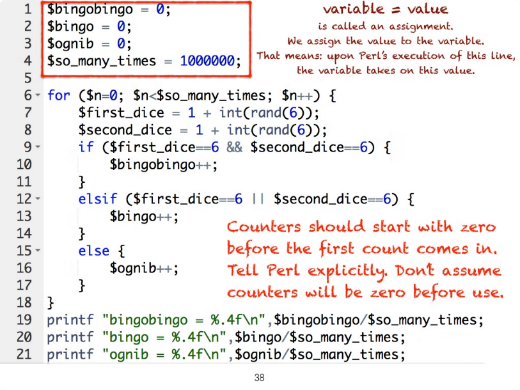 1 $bingobingo = 0;
2 $bingo = 0;
3 $ognib = 0;
4 $so_many_times = 1000000;
variable = value
is called an assignment.
We assign the value to the variable.
That means: upon Perl's execution of this line,
the variable takes on this value.
5
6 for ($n=0; $n<$so_many_times; $n++) {
7 $first_dice = 1 + int(rand(6));
8 $second_dice = 1 + int(rand(6));
9 if ($first_dice==6 && $second_dice==6) {
10 $bingobingo++;
11 }
12 elsif ($first_dice==6 || $second_dice==6) {
13 $bingo++;
14 }
15 else {
16 $ognib++;
17 }
18 }
Counters should start with zero
before the first count comes in.
Tell Perl explicitly. Don't assume
counters will be zero before use.
19 printf "bingobingo = %.4f\n",$bingobingo/$so_many_times;
20 printf "bingo = %.4f\n",$bingo/$so_many_times;
21 printf "ognib = %.4f\n",$ognib/$so_many_times;
38